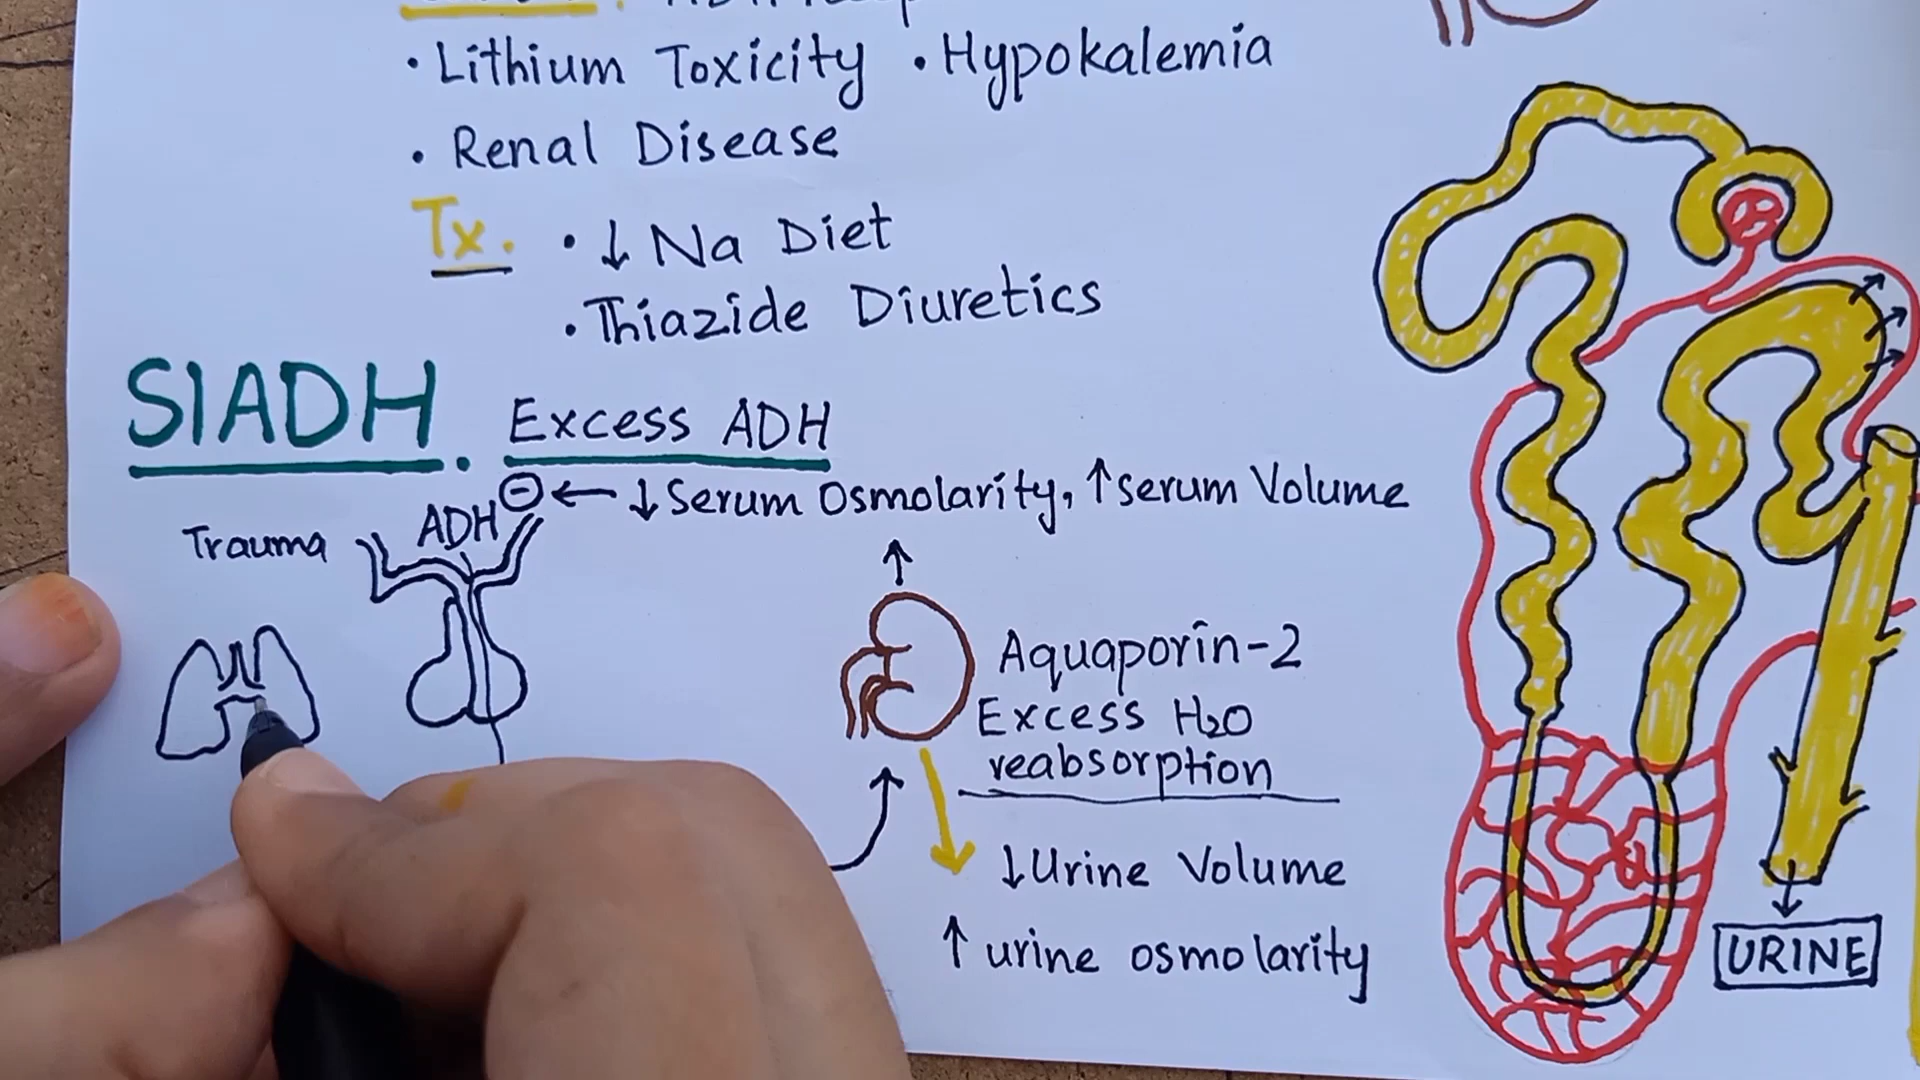 • Lithium Toxicity • Hypokalemia
• Renal Disease
Tx. • ↓ Na Diet
• Thiazide Diuretics
SIADH. Excess ADH
ADH ⊖ ← ↓ Serum Osmolarity, ↑ serum Volume
Trauma
↑
Aquaporin-2
Excess H₂O
reabsorption
↓ Urine Volume
↑ urine osmolarity
URINE